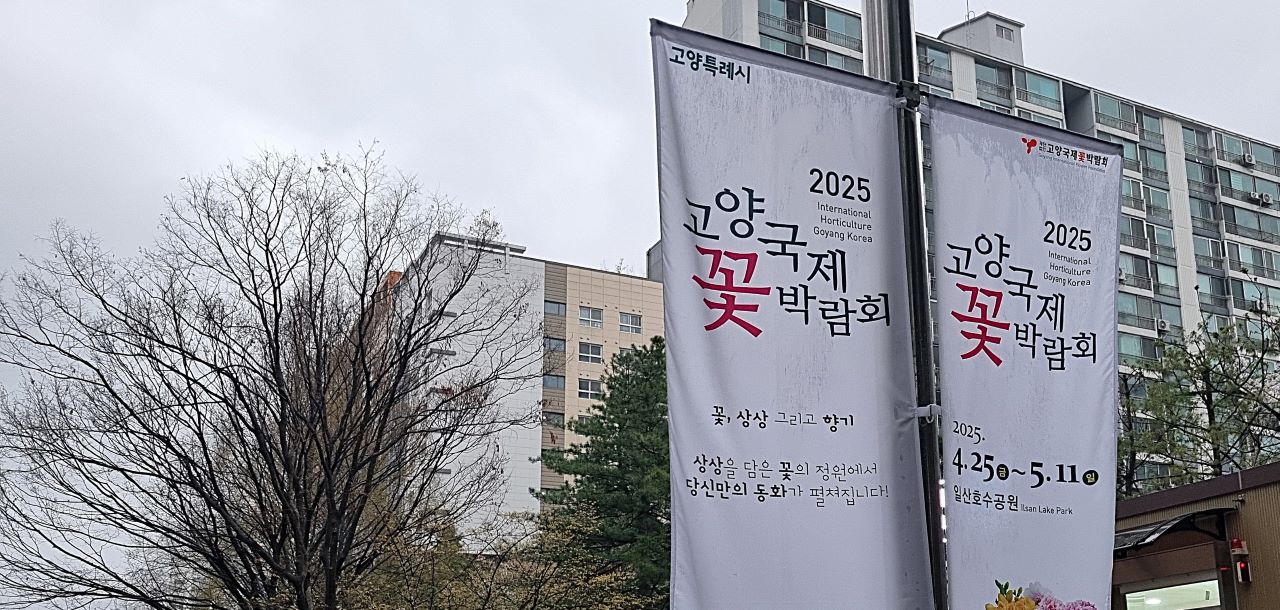 고양특례시
2025
International
Horticulture
Goyang Korea
고양국제
꽃박람회
꽃, 상상 그리고 향기
상상을 담은 꽃의 정원에서
당신만의 동화가 펼쳐집니다!
고양국제꽃박람회
2025
International
Horticulture
Goyang Korea
고양국제
꽃박람회
2025.
4.25금~5.11일
일산호수공원 Ilsan Lake Park